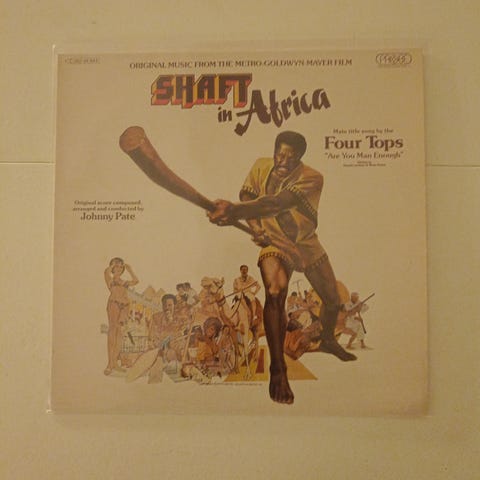 ORIGINAL MUSIC FROM THE METRO-GOLDWYN-MAYER FILM
PROBE
SHAFT
in Africa
Main title song by the
Four Tops
"Are You Man Enough"
Original score composed,
arranged and conducted by
Johnny Pate